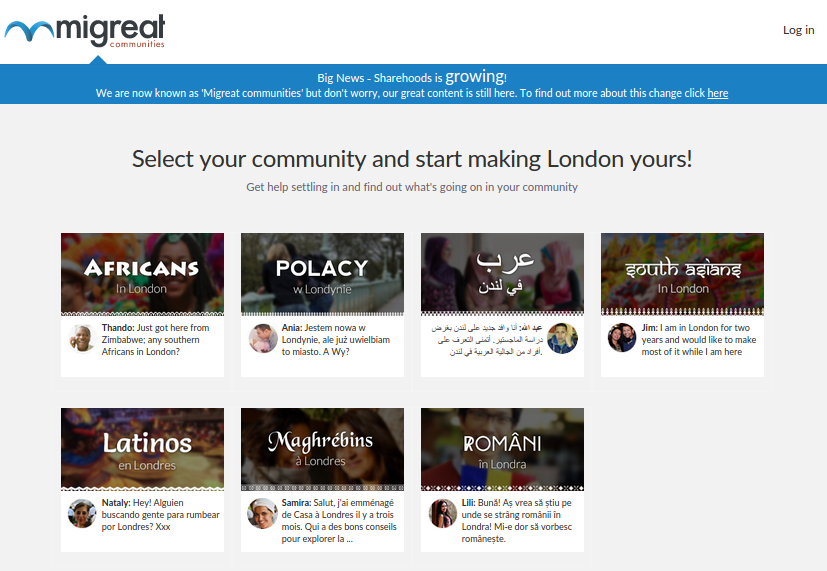 migreat
communities
Log in
Big News - Sharehoods is growing!
We are now known as 'Migreat communities' but don't worry, our great content is still here. To find out more about this change click here
Select your community and start making London yours!
Get help settling in and find out what's going on in your community
AFRICANS
In London
Thando: Just got here from
Zimbabwe; any southern
Africans in London?
POLACY
w Londynie
Ania: Jestem nowa w
Londynie, ale już uwielbiam
to miasto. A Wy?
عرب
في لندن
عبد الله: أنا وافد جديد على لندن بغرض
دراسة الماجستير. أتمنى التعرف على
أفراد من الجالية العربية في لندن.
south asians
In London
Jim: I am in London for two
years and would like to make
most of it while I am here
Latinos
en Londres
Nataly: Hey! Alguien
buscando gente para rumbear
por Londres? Xxx
Maghrébins
à Londres
Samira: Salut, j'ai emménagé
de Casa à Londres il y a trois
mois. Qui a des bons conseils
pour explorer la ...
ROMÂNI
în Londra
Lili: Bună! Aș vrea să știu pe
unde se strâng românii în
Londra! Mi-e dor să vorbesc
românește.